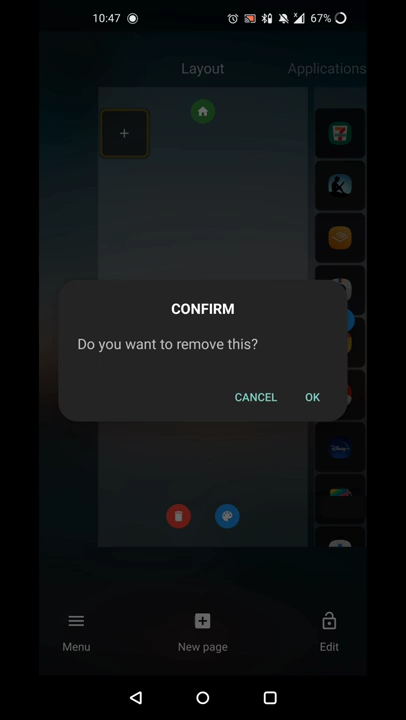 10:47
67%
Layout
Applications
+
CONFIRM
Do you want to remove this?
CANCEL
OK
Menu
New page
Edit